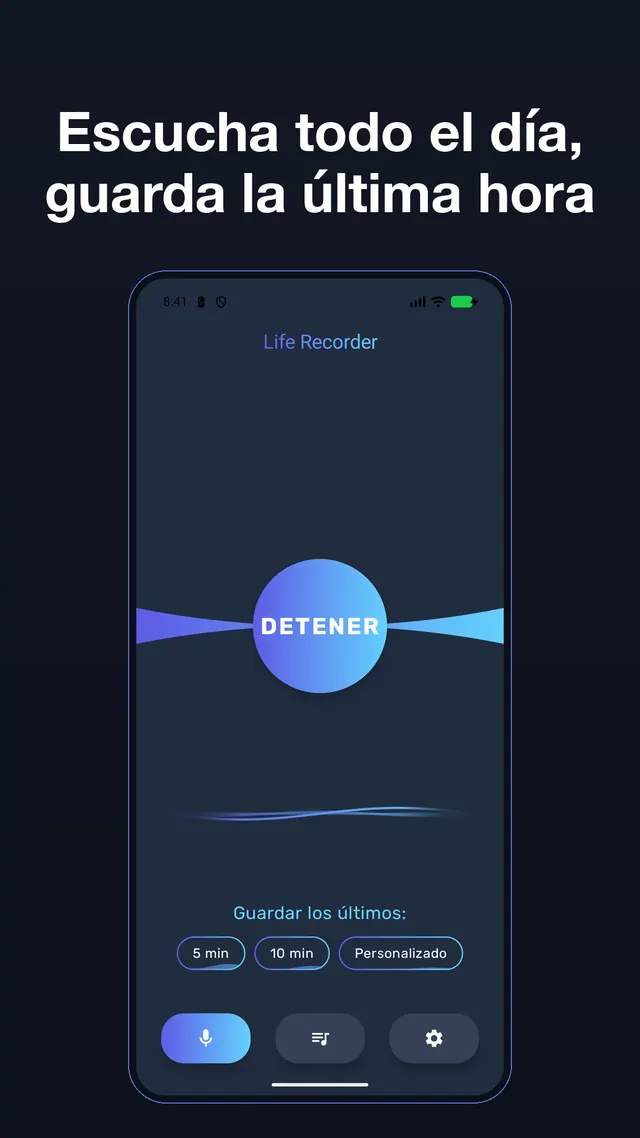 Escucha todo el día,
guarda la última hora
8:41
Life Recorder
DETENER
Guardar los últimos:
5 min
10 min
Personalizado